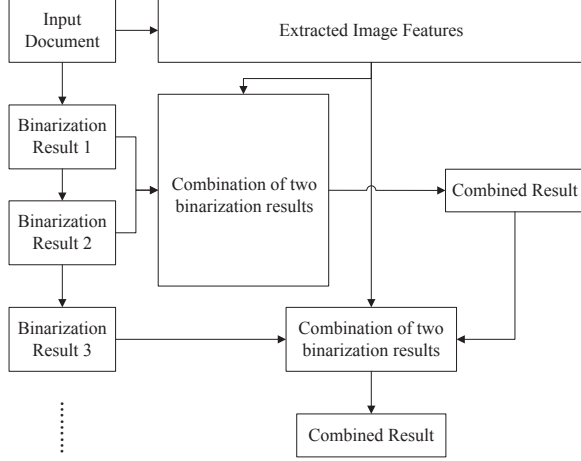 Input
Document
Extracted Image Features
Binarization
Result 1
Combination of two
binarization results
Combined Result
Binarization
Result 2
Binarization
Result 3
Combination of two
binarization results
Combined Result